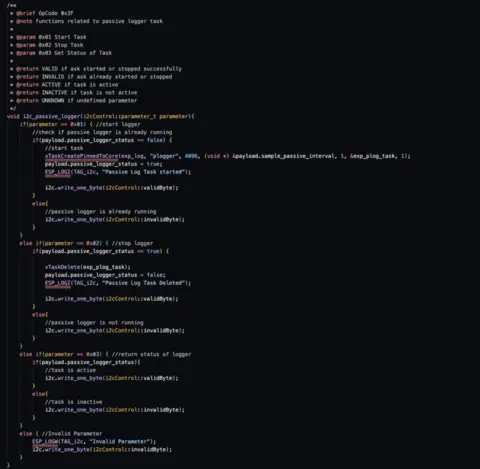 /**
* @brief OpCode 0x3F
* @note functions related to passive logger task
*
* @param 0x01 Start Task
* @param 0x02 Stop Task
* @param 0x03 Get Status of Task
*
* @return VALID if ask started or stopped successfully
* @return INVALID if ask already started or stopped
* @return ACTIVE if task is active
* @return INACTIVE if task is not active
* @return UNKNOWN if undefined parameter
*/
void i2c_passive_logger(i2cControl::parameter_t parameter){
if(parameter == 0x01) { //start logger
//check if passive logger is already running
if(payload.passive_logger_status == false) {
//start task
xTaskCreatePinnedToCore(exp_log, "plogger", 4096, (void *) &payload.sample_passive_interval, 1, &exp_plog_task, 1);
payload.passive_logger_status = true;
ESP_LOGI(TAG_i2c, "Passive Log Task started");
i2c.write_one_byte(i2cControl::validByte);
}
else{
//passive logger is already running
i2c.write_one_byte(i2cControl::invalidByte);
}
}
else if(parameter == 0x02) { //stop logger
if(payload.passive_logger_status == true) {
vTaskDelete(exp_plog_task);
payload.passive_logger_status = false;
ESP_LOGI(TAG_i2c, "Passive Log Task Deleted");
i2c.write_one_byte(i2cControl::validByte);
}
else{
//passive logger is not running
i2c.write_one_byte(i2cControl::invalidByte);
}
}
else if(parameter == 0x03) { //return status of logger
if(payload.passive_logger_status){
//task is active
i2c.write_one_byte(i2cControl::validByte);
}
else{
//task is inactive
i2c.write_one_byte(i2cControl::invalidByte);
}
}
else { //Invalid Parameter
ESP_LOGW(TAG_i2c, "Invalid Parameter");
i2c.write_one_byte(i2cControl::invalidByte);
}
}